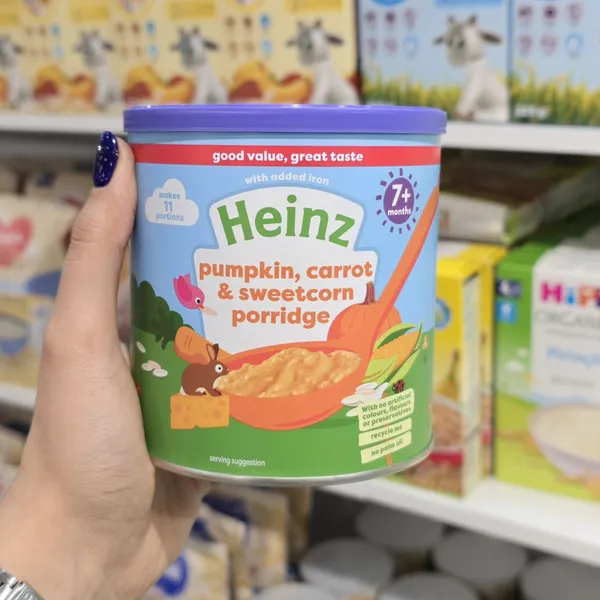 good value, great taste
with added iron
makes
11
portions
7+
months
Heinz
pumpkin, carrot
& sweetcorn
porridge
With no artificial
colours, flavours
or preservatives
recycle me
no palm oil
serving suggestion
HiPP